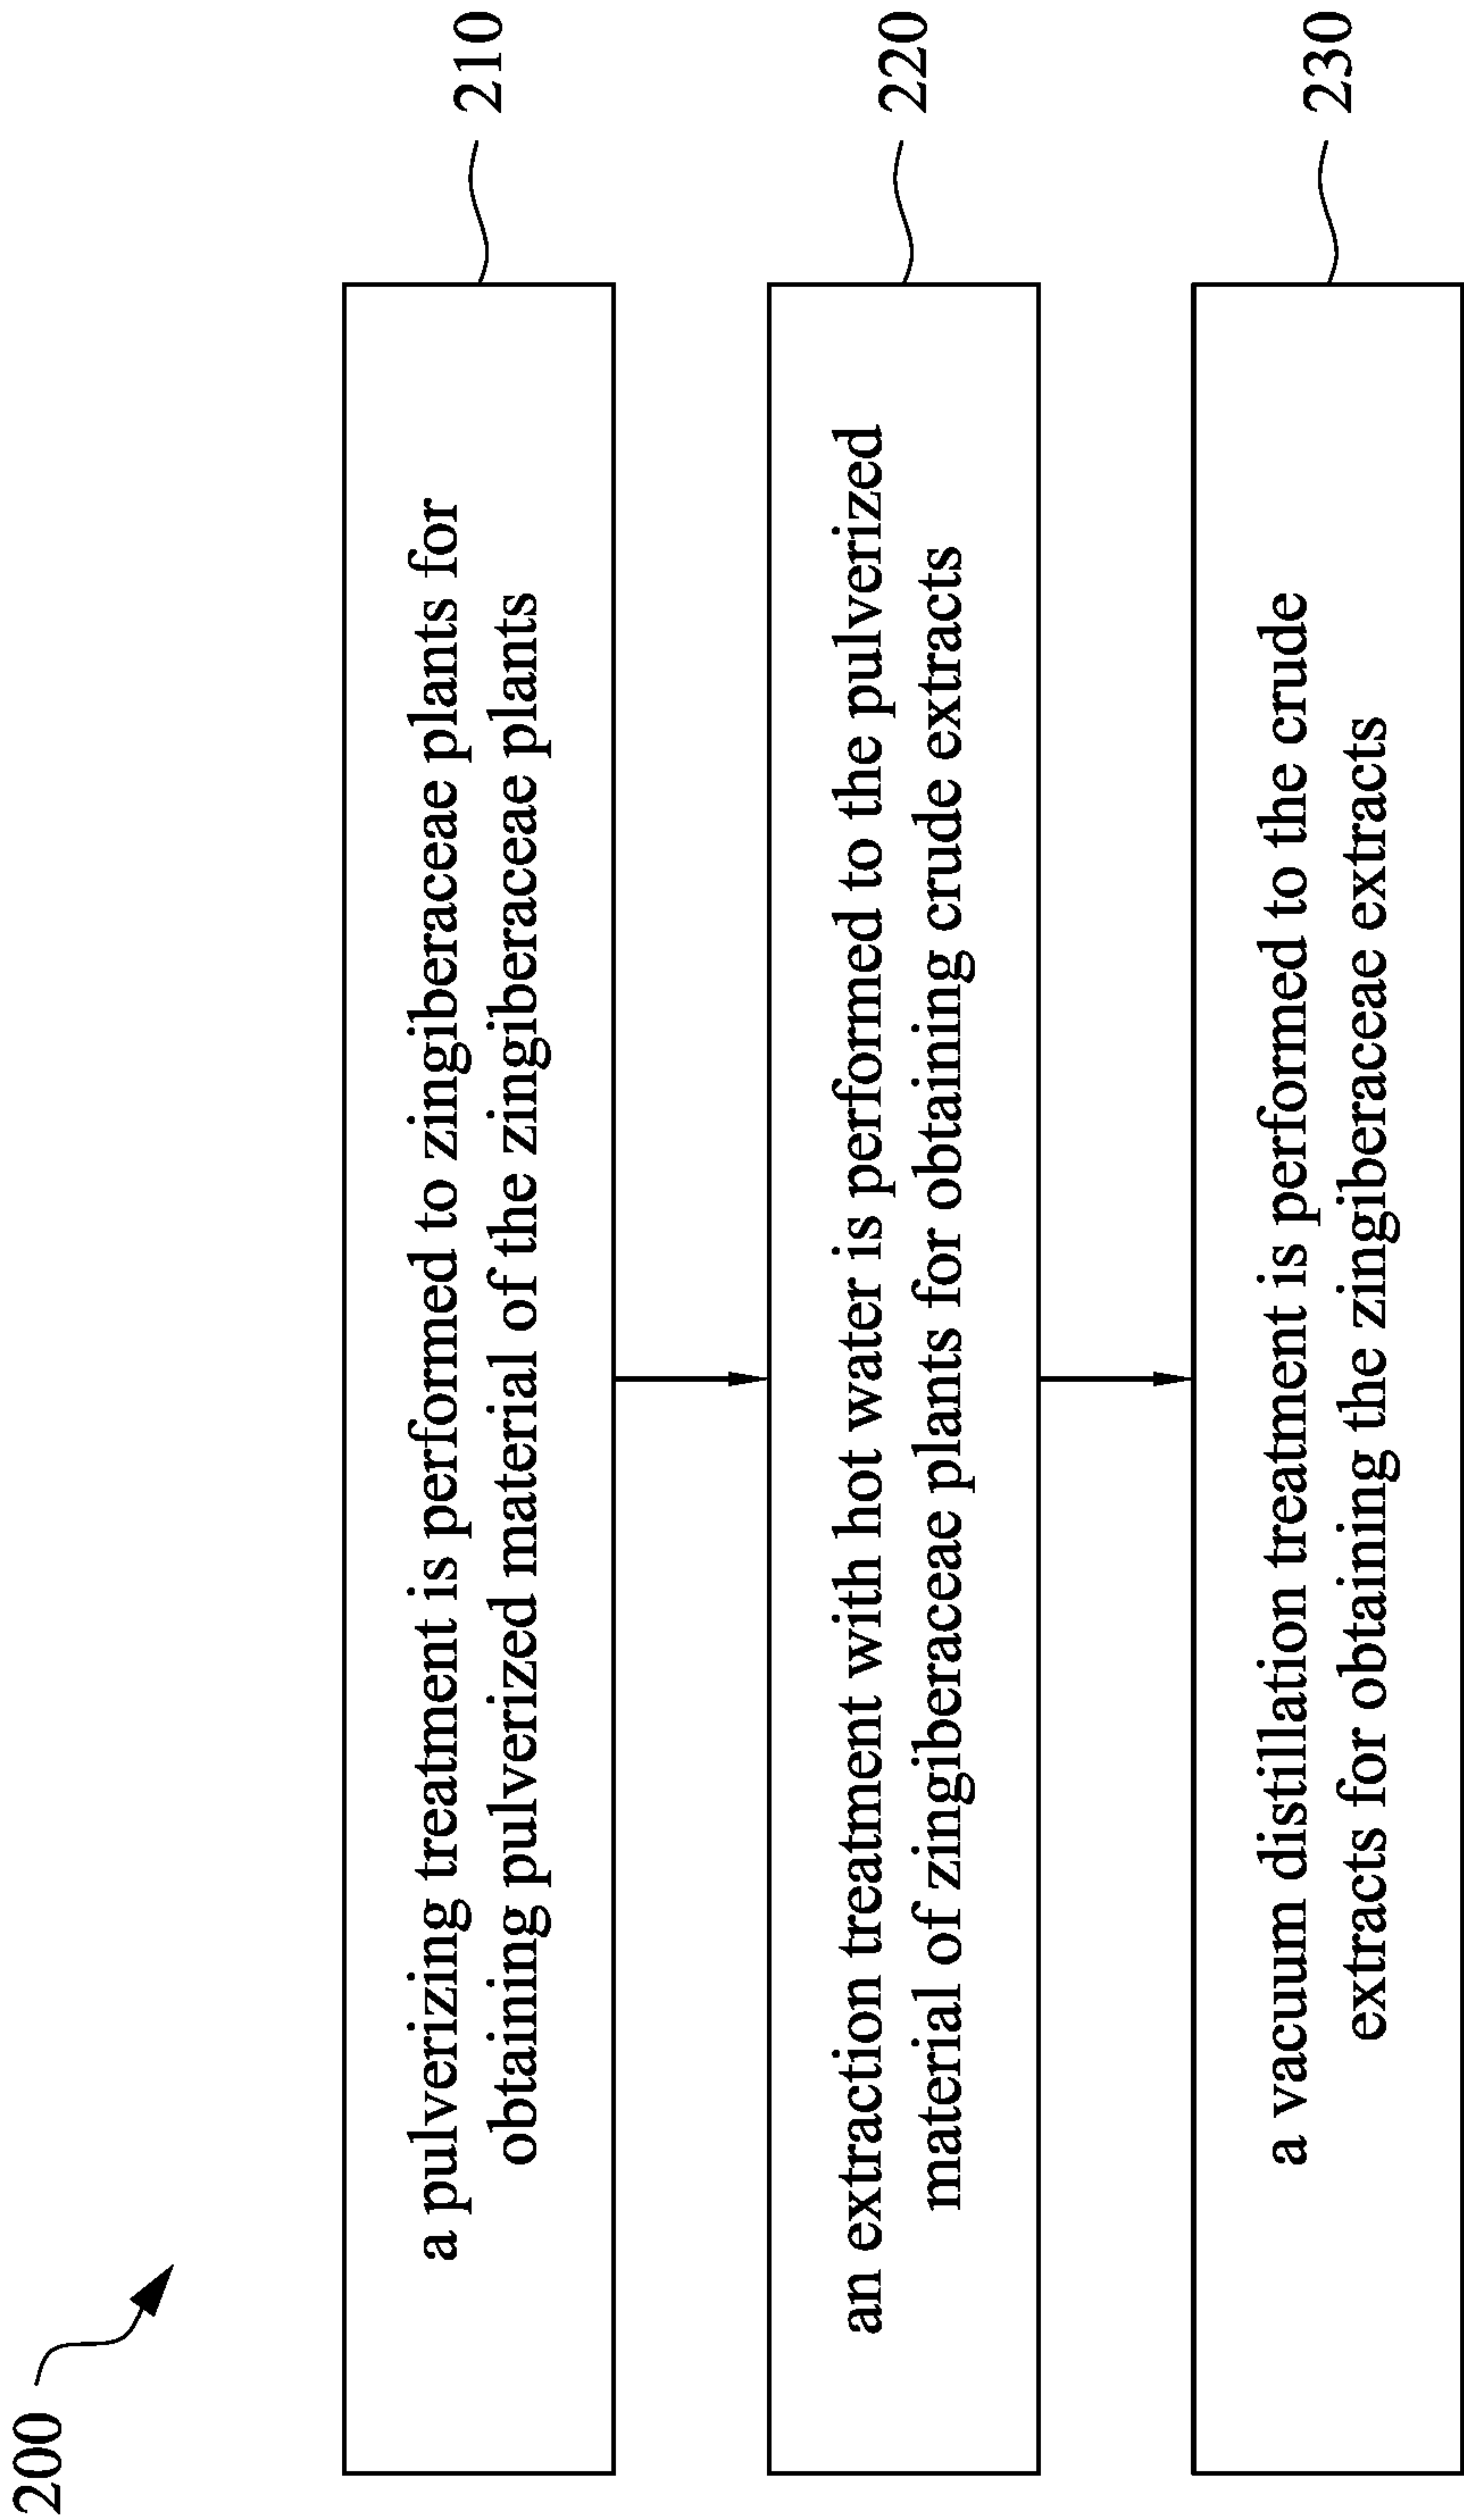 200
a pulverizing treatment is performed to zingiberaceae plants for
obtaining pulverized material of the zingiberaceae plants
210
an extraction treatment with hot water is performed to the pulverized
material of zingiberaceae plants for obtaining crude extracts
220
a vacuum distillation treatment is performed to the crude
extracts for obtaining the zingiberaceae extracts
230